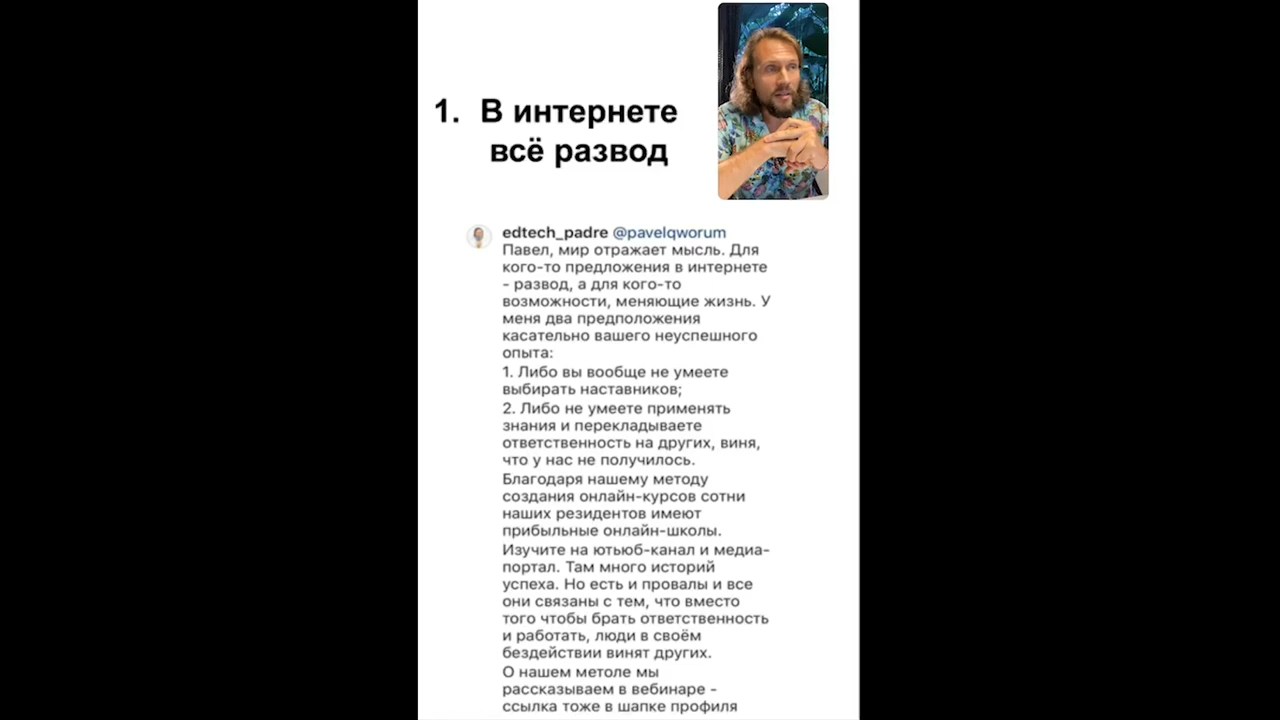 1. В интернете
всё развод
edtech_padre @pavelqworum
Павел, мир отражает мысль. Для
кого-то предложения в интернете
- развод, а для кого-то
возможности, меняющие жизнь. У
меня два предположения
касательно вашего неуспешного
опыта:
1. Либо вы вообще не умеете
выбирать наставников;
2. Либо не умеете применять
знания и перекладываете
ответственность на других, виня,
что у нас не получилось.
Благодаря нашему методу
создания онлайн-курсов сотни
наших резидентов имеют
прибыльные онлайн-школы.
Изучите на ютьюб-канал и медиа-
портал. Там много историй
успеха. Но есть и провалы и все
они связаны с тем, что вместо
того чтобы брать ответственность
и работать, люди в своём
бездействии винят других.
О нашем метоле мы
рассказываем в вебинаре -
ссылка тоже в шапке профиля